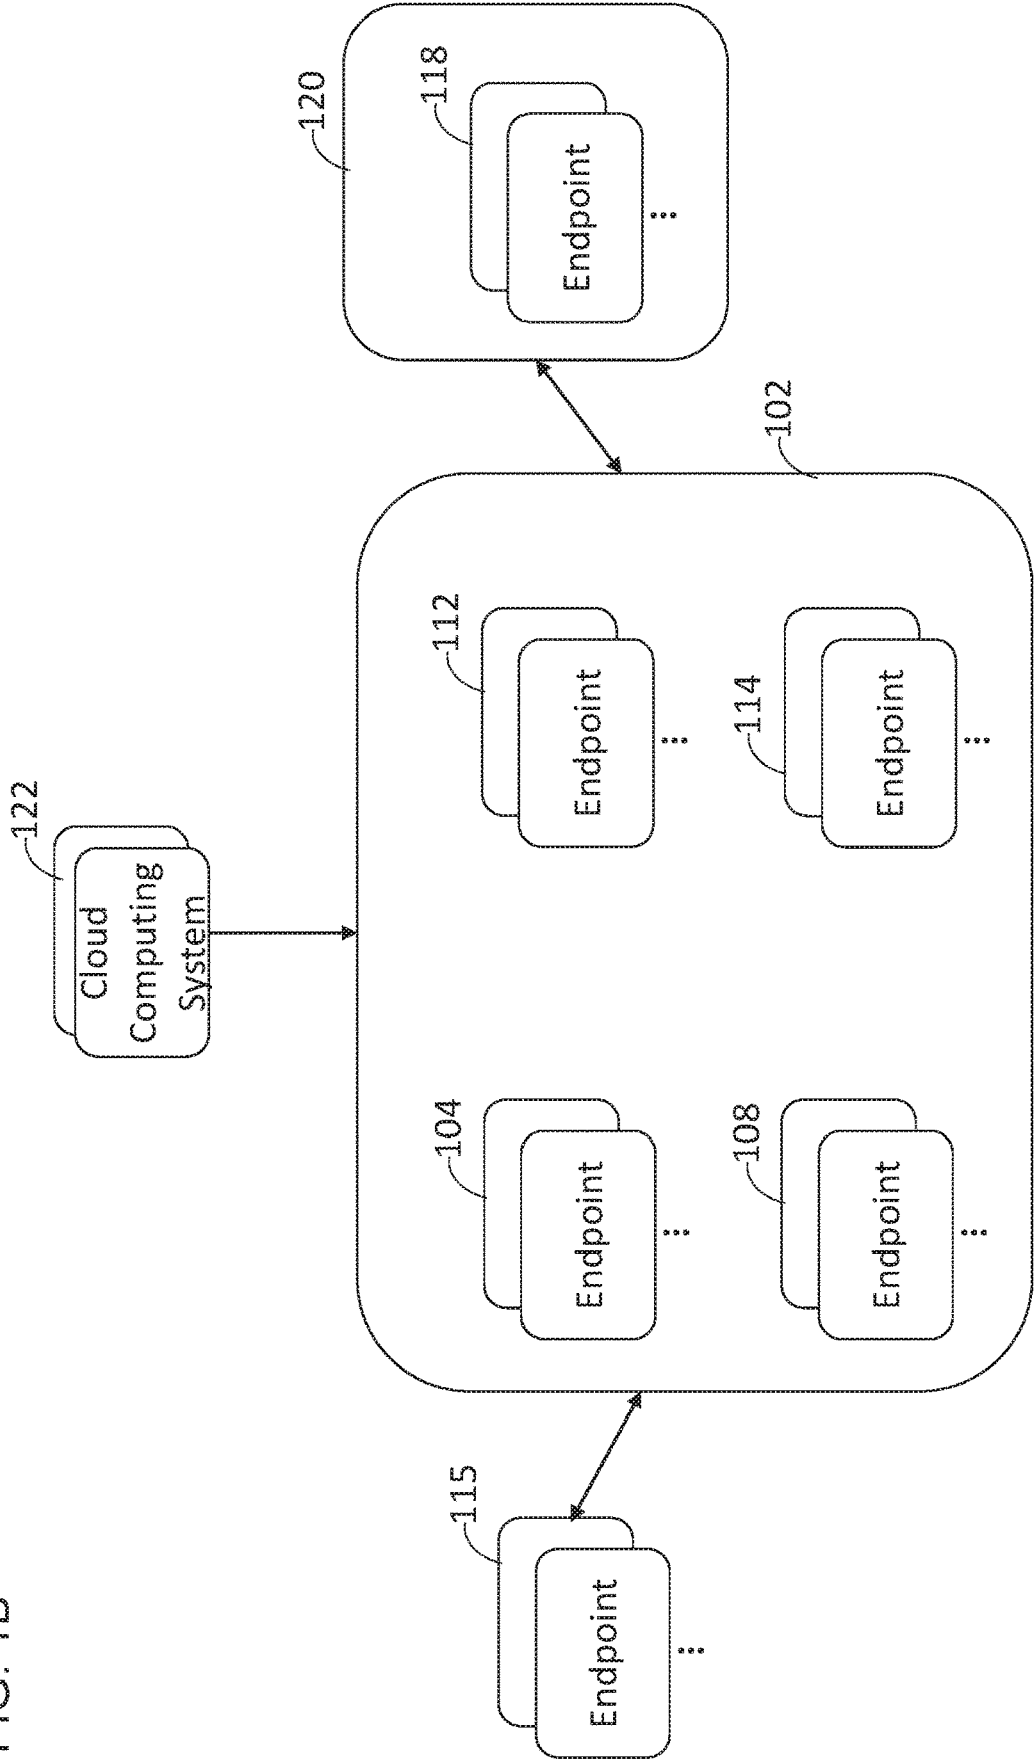 122
Cloud
Computing
System
120
118
Endpoint
...
115
Endpoint
...
104
Endpoint
...
112
Endpoint
...
102
108
Endpoint
...
114
Endpoint
...